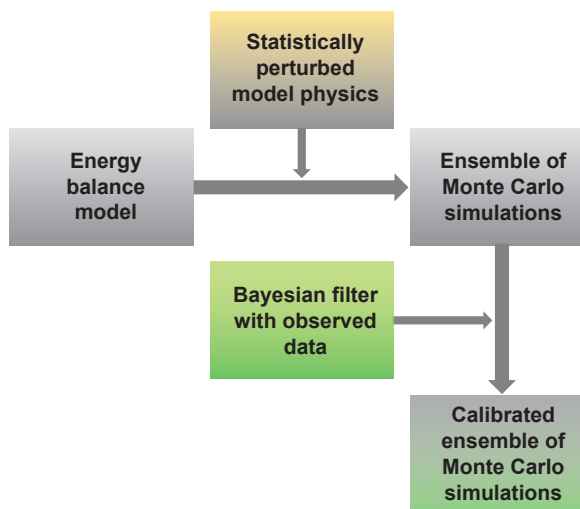 Statistically
perturbed
model physics
Energy
balance
model
Ensemble of
Monte Carlo
simulations
Bayesian filter
with observed
data
Calibrated
ensemble of
Monte Carlo
simulations